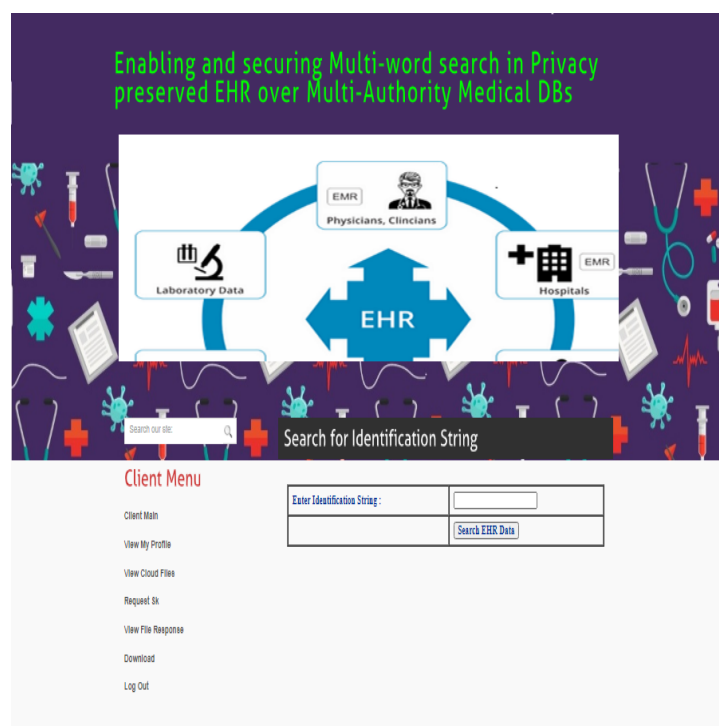 Enabling and securing Multi-word search in Privacy
preserved EHR over Multi-Authority Medical DBs
EMR
Physicians, Clincians
Laboratory Data
EMR
Hospitals
EHR
Search our site:
Search for Identification String
Client Menu
Client Main
View My Profile
View Cloud Files
Request Sk
View File Response
Download
Log Out
Enter Identification String :
Search EHR Data